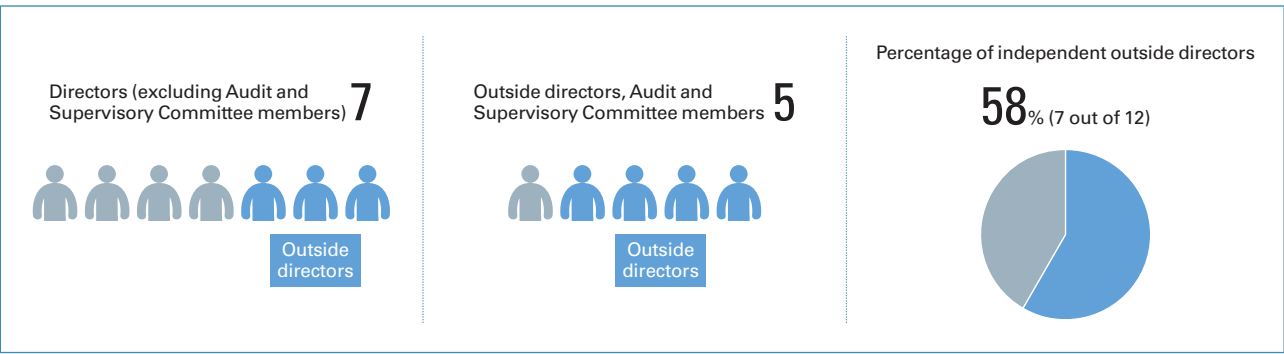 Directors (excluding Audit and
Supervisory Committee members) 7
Outside
directors
Outside directors, Audit and
Supervisory Committee members 5
Outside
directors
Percentage of independent outside directors
58% (7 out of 12)